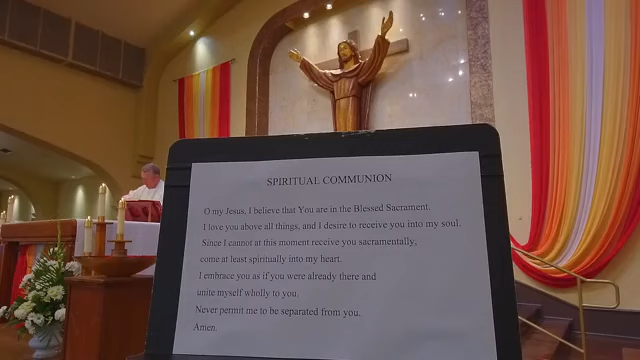 SPIRITUAL COMMUNION
O my Jesus, I believe that You are in the Blessed Sacrament.
I love you above all things, and I desire to receive you into my soul.
Since I cannot at this moment receive you sacramentally,
come at least spiritually into my heart.
I embrace you as if you were already there and
unite myself wholly to you.
Never permit me to be separated from you.
Amen.